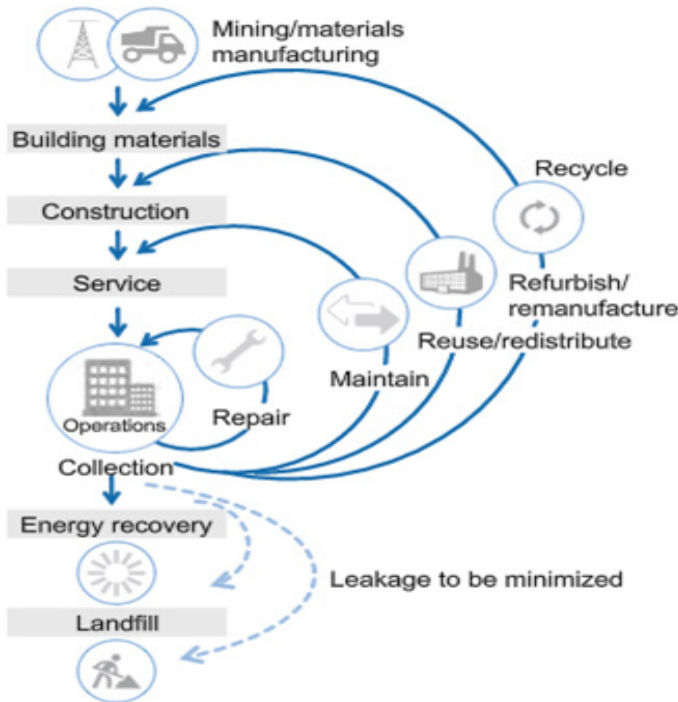 Mining/materials
manufacturing
Building materials
Recycle
Construction
Service
Refurbish/
remanufacture
Reuse/redistribute
Maintain
Repair
Operations
Collection
Energy recovery
Leakage to be minimized
Landfill